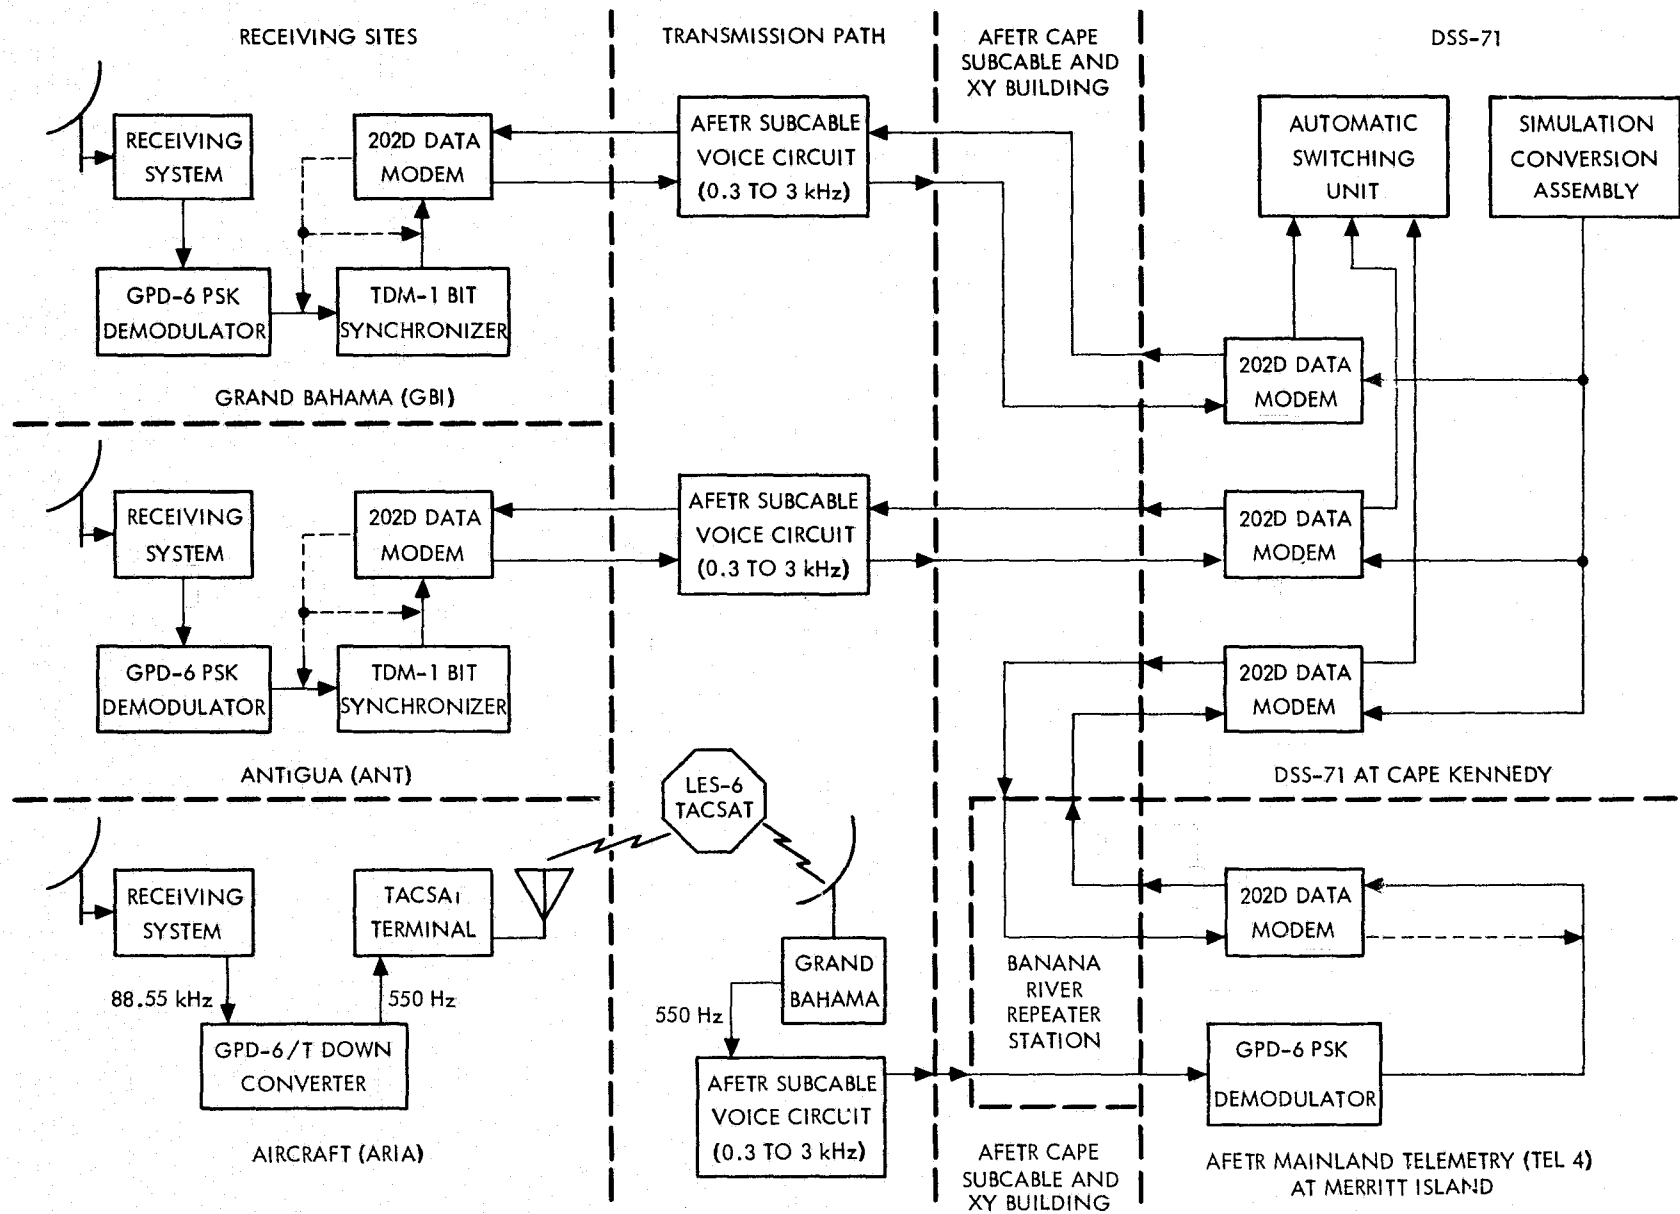 RECEIVING SITES
TRANSMISSION PATH
AFETR CAPE
SUBCABLE AND
XY BUILDING
DSS-71
RECEIVING
SYSTEM
202D DATA
MODEM
GPD-6 PSK
DEMODULATOR
TDM-1 BIT
SYNCHRONIZER
GRAND BAHAMA (GBI)
AFETR SUBCABLE
VOICE CIRCUIT
(0.3 TO 3 kHz)
AUTOMATIC
SWITCHING
UNIT
SIMULATION
CONVERSION
ASSEMBLY
202D DATA
MODEM
RECEIVING
SYSTEM
202D DATA
MODEM
GPD-6 PSK
DEMODULATOR
TDM-1 BIT
SYNCHRONIZER
ANTIGUA (ANT)
AFETR SUBCABLE
VOICE CIRCUIT
(0.3 TO 3 kHz)
202D DATA
MODEM
202D DATA
MODEM
DSS-71 AT CAPE KENNEDY
RECEIVING
SYSTEM
TACSAT
TERMINAL
88.55 kHz
550 Hz
GPD-6/T DOWN
CONVERTER
AIRCRAFT (ARIA)
LES-6
TACSAT
GRAND
BAHAMA
550 Hz
AFETR SUBCABLE
VOICE CIRCUIT
(0.3 TO 3 kHz)
BANANA
RIVER
REPEATER
STATION
AFETR CAPE
SUBCABLE AND
XY BUILDING
202D DATA
MODEM
GPD-6 PSK
DEMODULATOR
AFETR MAINLAND TELEMETRY (TEL 4)
AT MERRITT ISLAND